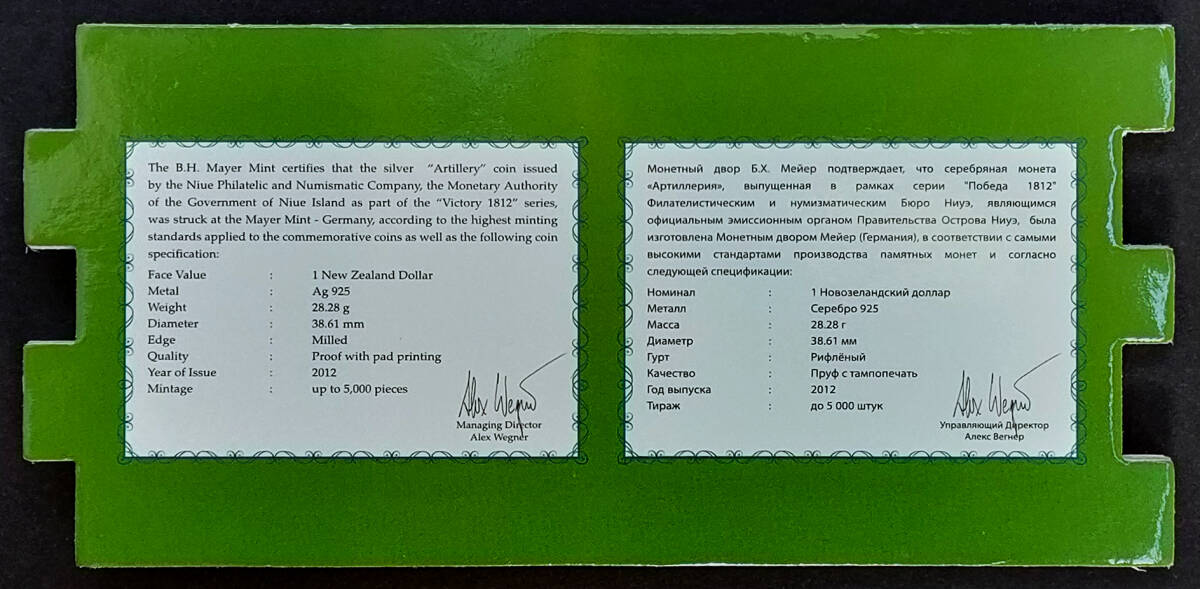 The B.H. Mayer Mint certifies that the silver “Artillery” coin issued
by the Niue Philatelic and Numismatic Company, the Monetary Authority
of the Government of Niue Island as part of the “Victory 1812” series,
was struck at the Mayer Mint - Germany, according to the highest minting
standards applied to the commemorative coins as well as the following coin
specification:
Face Value : 1 New Zealand Dollar
Metal : Ag 925
Weight : 28.28 g
Diameter : 38.61 mm
Edge : Milled
Quality : Proof with pad printing
Year of Issue : 2012
Mintage : up to 5,000 pieces
Alex Wegner
Managing Director
Alex Wegner
Монетный двор Б.Х. Мейер подтверждает, что серебряная монета
«Артиллерия», выпущенная в рамках серии "Победа 1812"
Филателистическим и нумизматическим Бюро Ниуэ, являющимся
официальным эмиссионным органом Правительства Острова Ниуэ, была
изготовлена Монетным двором Мейер (Германия), в соответствии с самыми
высокими стандартами производства памятных монет и согласно
следующей спецификации:
Номинал : 1 Новозеландский доллар
Металл : Серебро 925
Масса : 28.28 г
Диаметр : 38.61 мм
Гурт : Рифлёный
Качество : Пруф с тампопечать
Год выпуска : 2012
Тираж : до 5 000 штук
Alex Wegner
Управляющий Директор
Алекс Вегнер